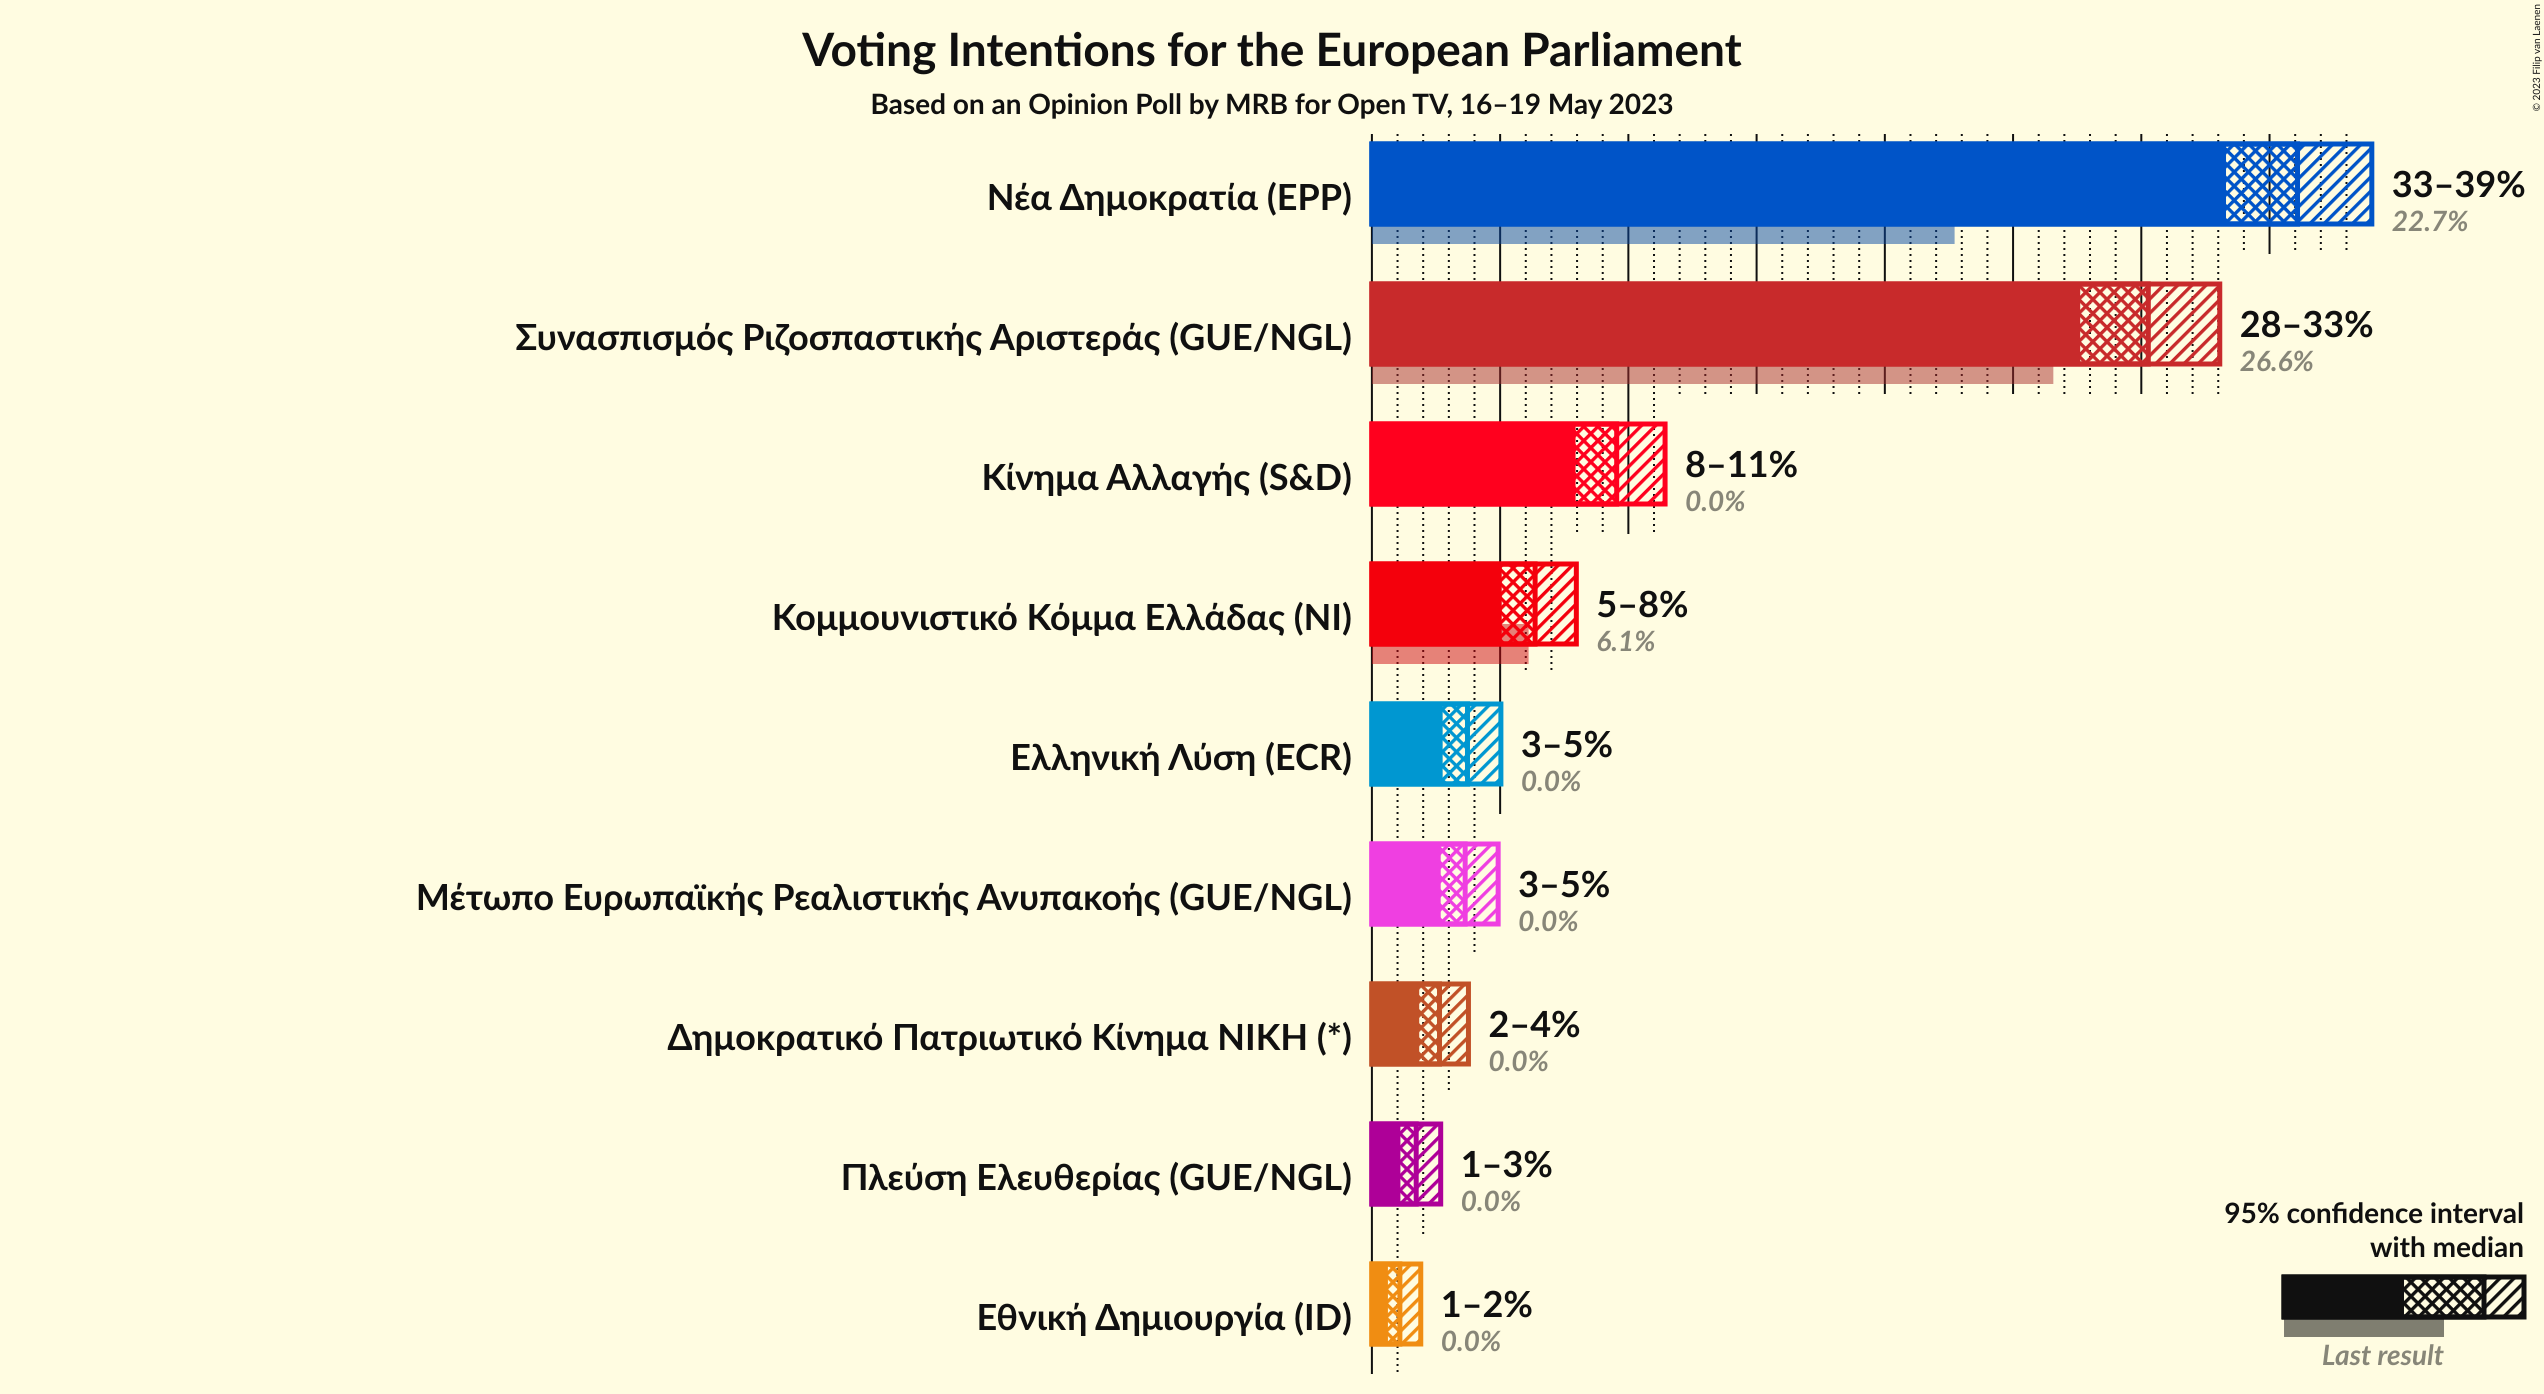 Voting Intentions for the European Parliament
Based on an Opinion Poll by MRB for Open TV, 16–19 May 2023
© 2023 Filip van Laenen
Νέα Δημοκρατία (EPP)
33–39%
22.7%
Συνασπισμός Ριζοσπαστικής Αριστεράς (GUE/NGL)
28–33%
26.6%
Κίνημα Αλλαγής (S&D)
8–11%
0.0%
Κομμουνιστικό Κόμμα Ελλάδας (NI)
5–8%
6.1%
Ελληνική Λύση (ECR)
3–5%
0.0%
Μέτωπο Ευρωπαϊκής Ρεαλιστικής Ανυπακοής (GUE/NGL)
3–5%
0.0%
Δημοκρατικό Πατριωτικό Κίνημα ΝΙΚΗ (*)
2–4%
0.0%
Πλεύση Ελευθερίας (GUE/NGL)
1–3%
0.0%
Εθνική Δημιουργία (ID)
1–2%
0.0%
95% confidence interval
with median
Last result